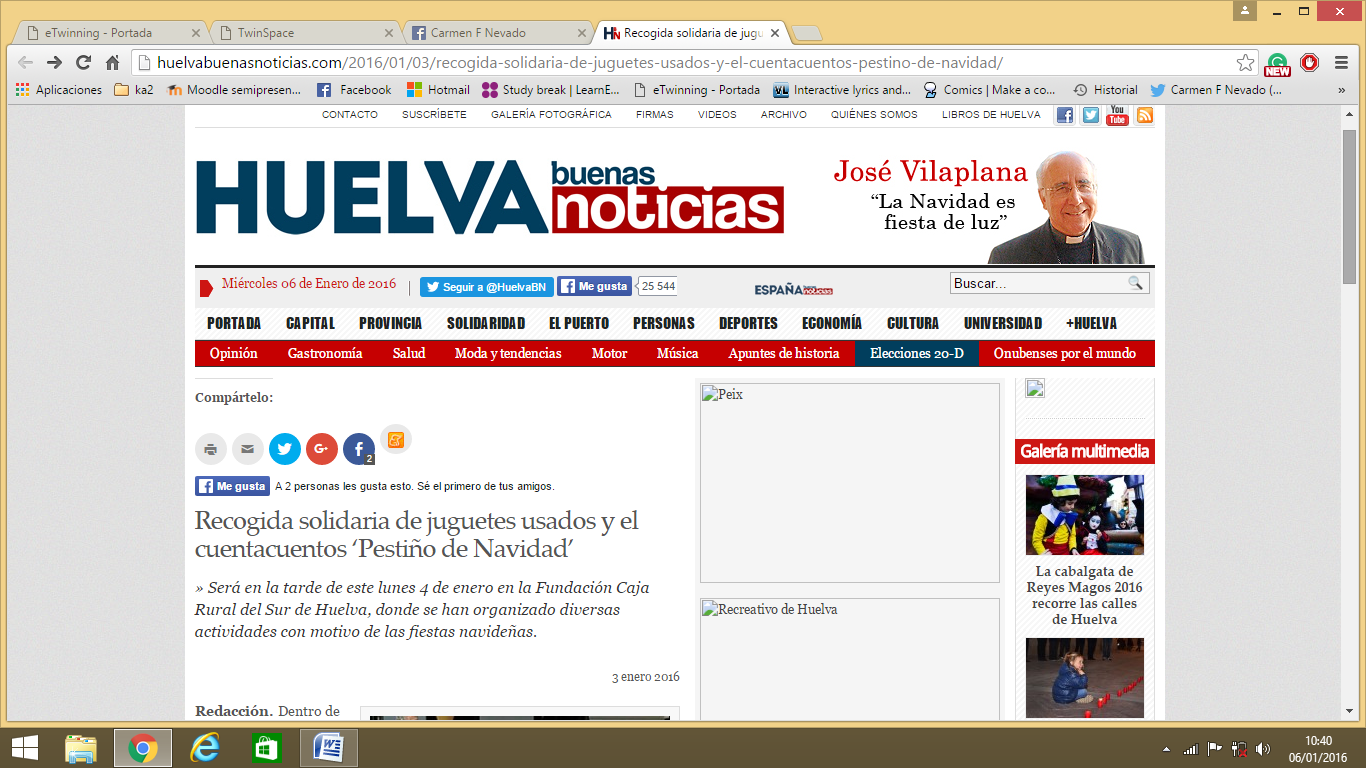 eTwinning - Portada
TwinSpace
Carmen F Nevado
Recogida solidaria de jugu
huelvabuenasnoticias.com/2016/01/03/recogida-solidaria-de-juguetes-usados-y-el-cuentacuentos-pestino-de-navidad/
NEW
Aplicaciones
ka2
Moodle semipresen...
Facebook
Hotmail
Study break | LearnE...
eTwinning - Portada
Interactive lyrics and...
Comics | Make a co...
Historial
Carmen F Nevado (...
»
CONTACTO
SUSCRÍBETE
GALERÍA FOTOGRÁFICA
FIRMAS
VIDEOS
ARCHIVO
QUIÉNES SOMOS
LIBROS DE HUELVA
You Tube
HUELVA buenas noticias
José Vilaplana
“La Navidad es
fiesta de luz”
Miércoles 06 de Enero de 2016
Seguir a @HuelvaBN
Me gusta
25 544
ESPAÑA buenas noticias
Buscar...
PORTADA
CAPITAL
PROVINCIA
SOLIDARIDAD
EL PUERTO
PERSONAS
DEPORTES
ECONOMÍA
CULTURA
UNIVERSIDAD
+HUELVA
Opinión
Gastronomía
Salud
Moda y tendencias
Motor
Música
Apuntes de historia
Elecciones 20-D
Onubenses por el mundo
Compártelo:
2
Me gusta
A 2 personas les gusta esto. Sé el primero de tus amigos.
Recogida solidaria de juguetes usados y el
cuentacuentos ‘Pestiño de Navidad’
» Será en la tarde de este lunes 4 de enero en la Fundación Caja
Rural del Sur de Huelva, donde se han organizado diversas
actividades con motivo de las fiestas navideñas.
3 enero 2016
Redacción. Dentro de
Peix
Recreativo de Huelva
Galería multimedia
La cabalgata de
Reyes Magos 2016
recorre las calles
de Huelva
10:40
06/01/2016